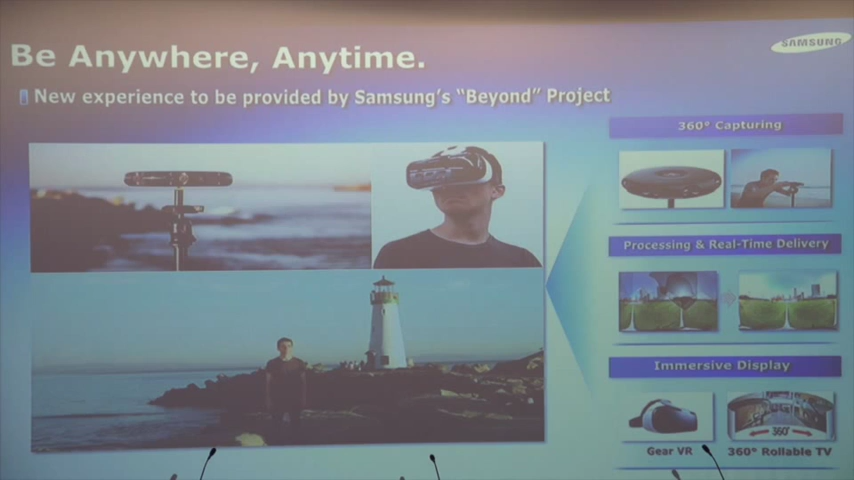 Be Anywhere, Anytime.
SAMSUNG
New experience to be provided by Samsung's “Beyond” Project
360° Capturing
Processing & Real-Time Delivery
Immersive Display
360°
Gear VR
360° Rollable TV